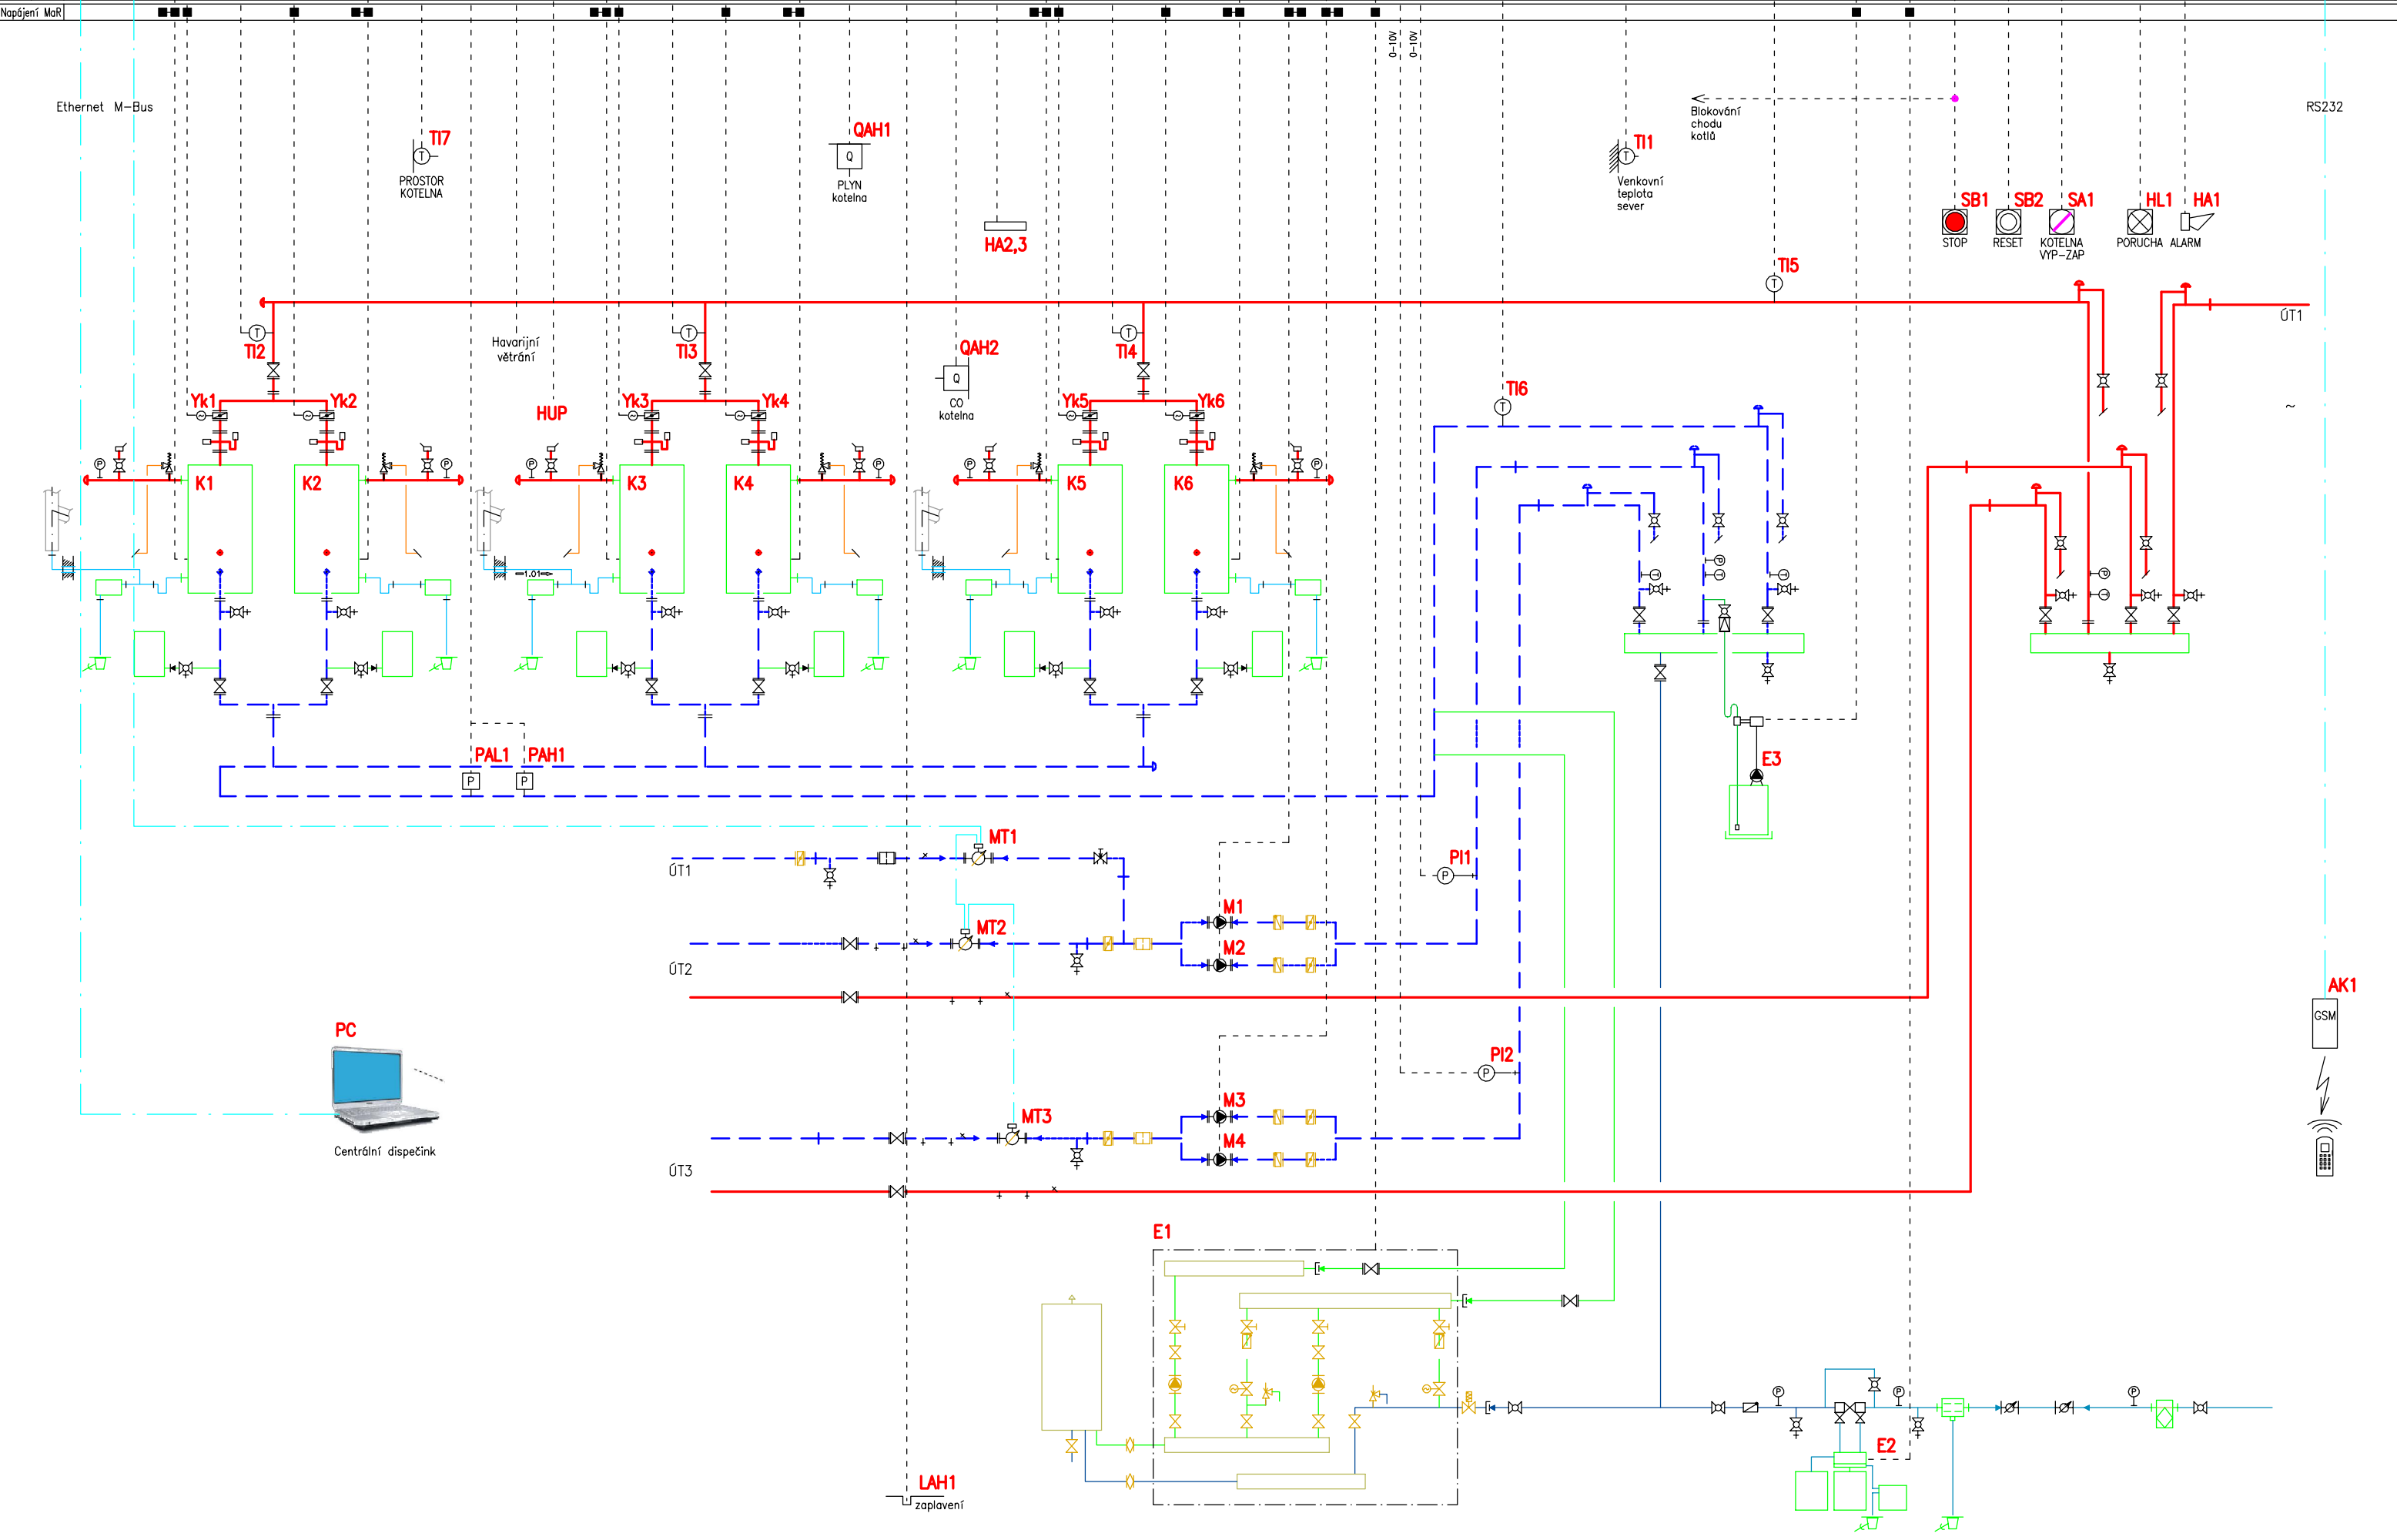 Napájení MaR
0-10V
0-10V
Ethernet M-Bus
RS232
Blokování
chodu
kotlů
TI7
T
PROSTOR
KOTELNA
QAH1
Q
PLYN
kotelna
HA2,3
TI1
T
Venkovní
teplota
sever
SB1
STOP
SB2
RESET
SA1
KOTELNA
VYP-ZAP
HL1
PORUCHA
HA1
ALARM
TI5
T
ÚT1
~
T
TI2
Havarijní
větrání
T
TI3
QAH2
Q
CO
kotelna
T
TI4
TI6
T
Yk1
Yk2
HUP
Yk3
Yk4
Yk5
Yk6
P
P
P
P
P
P
K1
K2
K3
K4
K5
K6
1.01
P
T
T
T
P
T
PAL1
P
PAH1
P
E3
MT1
ÚT1
PI1
P
M1
MT2
M2
ÚT2
AK1
GSM
PC
PI2
P
M3
MT3
M4
Centrální dispečink
ÚT3
E1
P
P
P
E2
LAH1
zaplavení